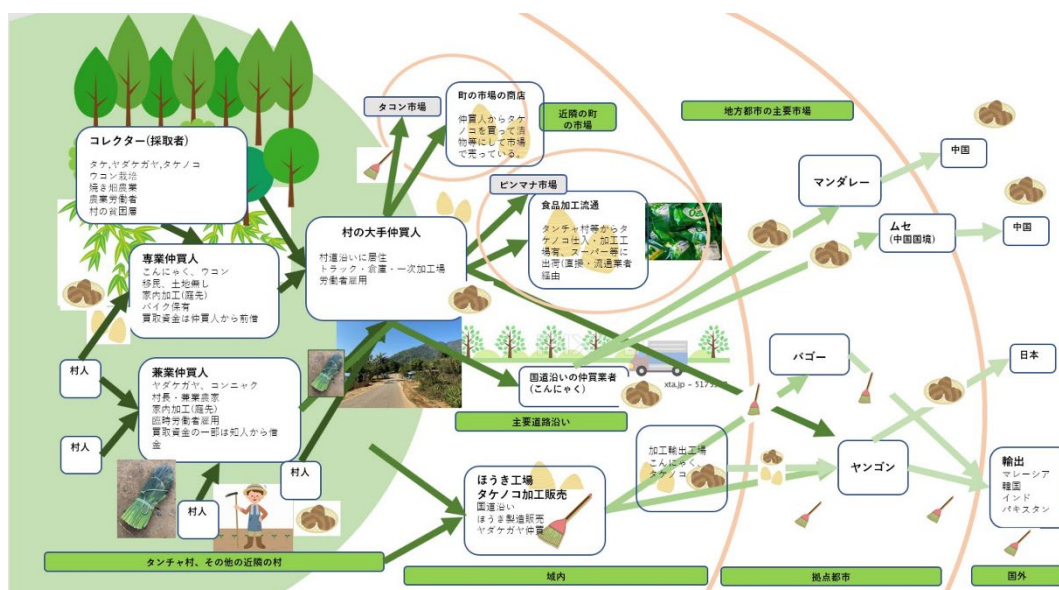 コレクター(採取者)
タケ,ヤダケガヤ,タケノコ
ウコン栽培
焼き畑農業
農業労働者
村の貧困層
専業仲買人
こんにゃく、ウコン
移民、土地無し
家内加工(庭先)
バイク保有
買取資金は仲買人から前借
兼業仲買人
ヤダケガヤ、コンニャク
村長・兼業農家
家内加工(庭先)
臨時労働者雇用
買取資金の一部は知人から借
金
村人
村人
村人
村人
タンチャ村、その他の近隣の村
村の大手仲買人
村道沿いに居住
トラック・倉庫・一次加工場
労働者雇用
タコン市場
町の市場の商店
仲買人からタケ
ノコを買って漬
物等にして市場
で売っている。
近隣の町
の市場
ピンマナ市場
食品加工流通
タンチャ村等からタ
ケノコ仕入・加工工
場有、スーパー等に
出荷(直接・流通業者
経由
国道沿いの仲買業者
(こんにゃく)
主要道路沿い
ほうき工場
タケノコ加工販売
国道沿い
ほうき製造販売
ヤダケガヤ仲買
加工輸出工場
こんにゃく、
タケノコ
域内
地方都市の主要市場
マンダレー
ムセ
(中国国境)
バゴー
ヤンゴン
拠点都市
中国
中国
日本
輸出
マレーシア
韓国
インド
パキスタン
国外